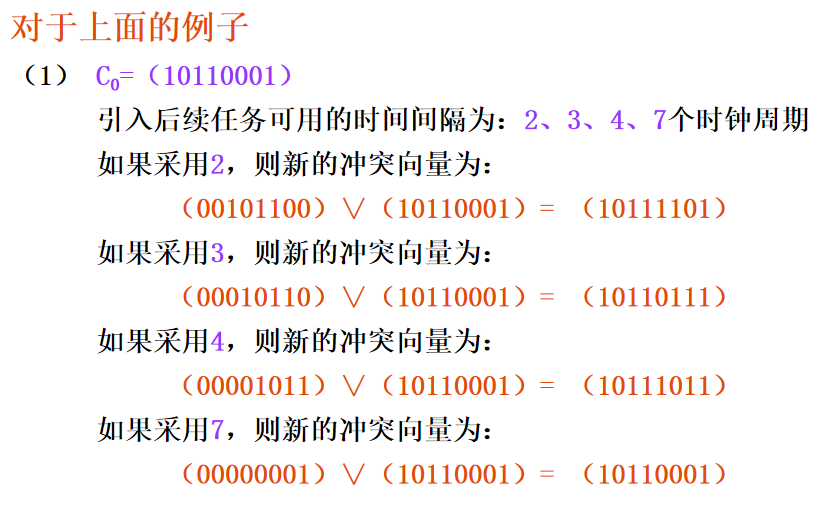 对于上面的例子
（1） C₀=（10110001）
引入后续任务可用的时间间隔为：2、3、4、7个时钟周期
如果采用2，则新的冲突向量为：
（00101100）∨（10110001）= （10111101）
如果采用3，则新的冲突向量为：
（00010110）∨（10110001）= （10110111）
如果采用4，则新的冲突向量为：
（00001011）∨（10110001）= （10111011）
如果采用7，则新的冲突向量为：
（00000001）∨（10110001）= （10110001）